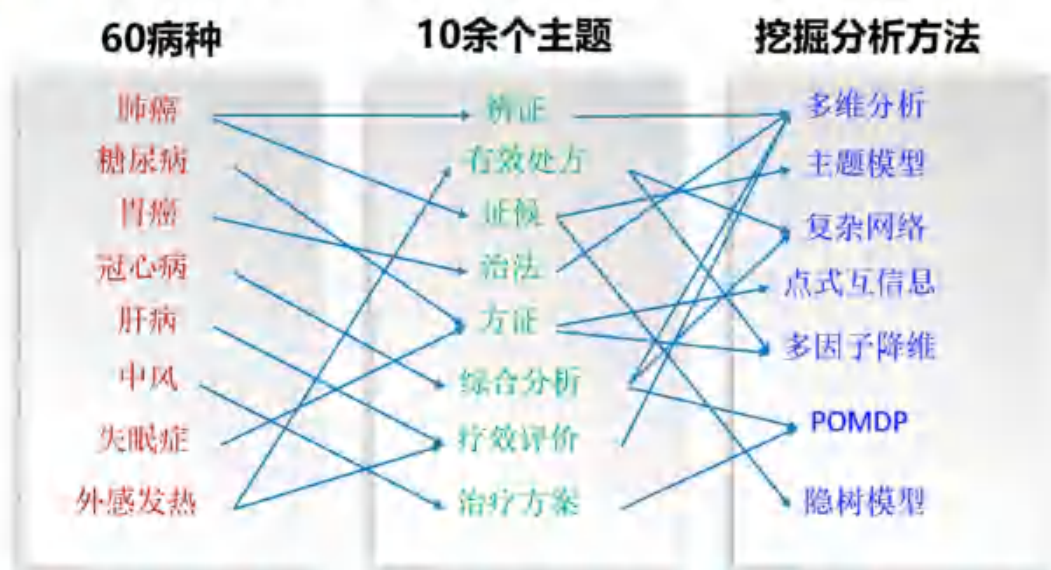 60病种
10余个主题
挖掘分析方法
肺癌
糖尿病
胃癌
冠心病
肝病
中风
失眠症
外感发热
辨证
有效处方
证候
治法
方证
综合分析
疗效评价
治疗方案
多维分析
主题模型
复杂网络
点式互信息
多因子降维
POMDP
隐树模型